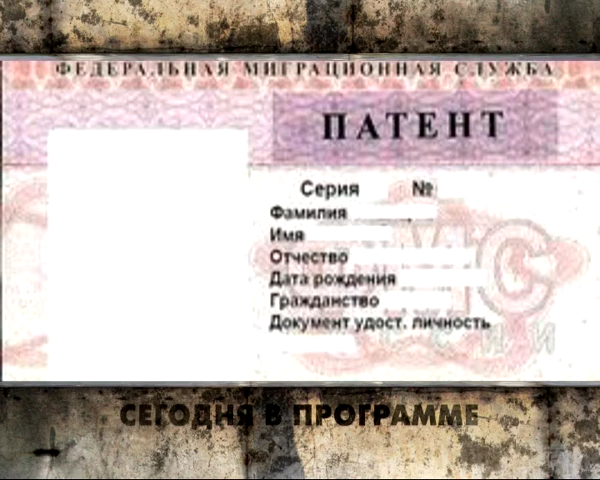 ФЕДЕРАЛЬНАЯ МИГРАЦИОННАЯ СЛУЖБА
ПАТЕНТ
Серия №
Фамилия
Имя
Отчество
Дата рождения
Гражданство
Документ удост. личность
СЕГОДНЯ В ПРОГРАММЕ